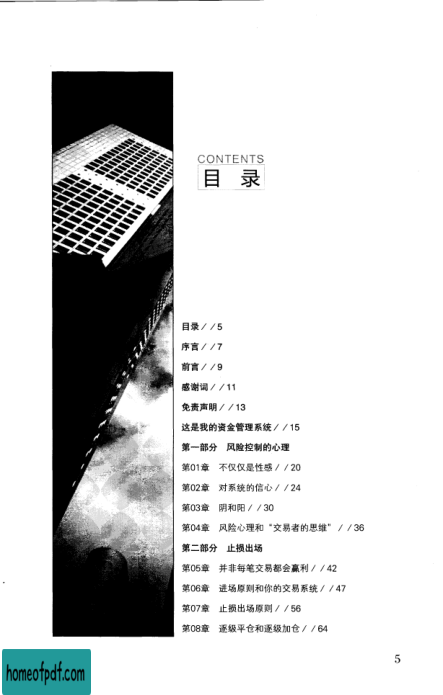 CONTENTS
目 录
目录//5
序言//7
前言//9
感谢词//11
免责声明//13
这是我的资金管理系统//15
第一部分 风险控制的心理
第01章 不仅仅是性感//20
第02章 对系统的信心//24
第03章 阴和阳//30
第04章 风险心理和“交易者的思维”//36
第二部分 止损出场
第05章 并非每笔交易都会赢利//42
第06章 进场原则和你的交易系统//47
第07章 止损出场原则//56
第08章 逐级平仓和逐级加仓//64
5
homeofpdf.com